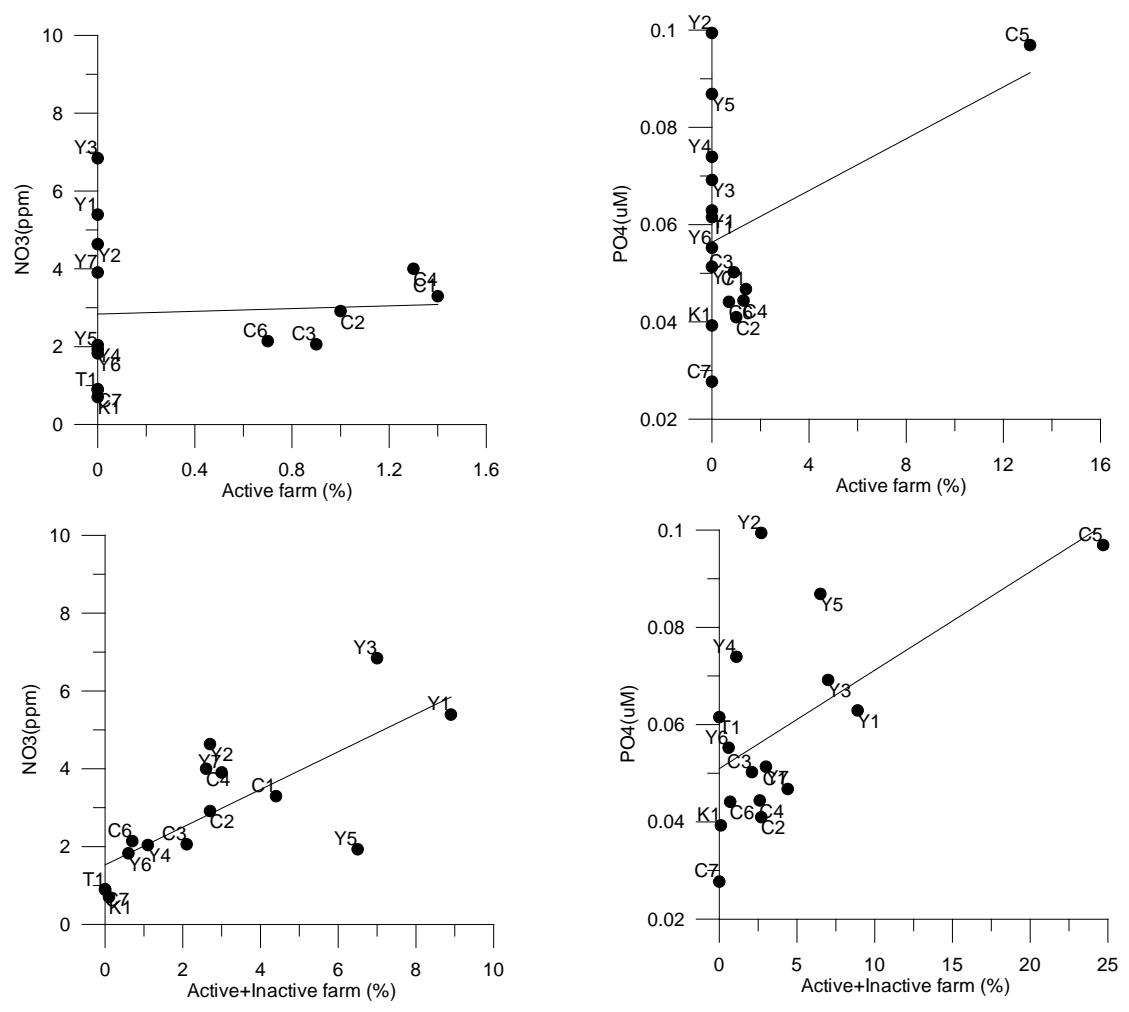 10
8
6
4
2
0
NO3(ppm)
Y3
Y1
Y2
Y7
Y5
Y4
Y6
T1
C7
K1
C6
C3
C2
C4
C1
0 0.4 0.8 1.2 1.6
Active farm (%)
0.1
0.08
0.06
0.04
0.02
PO4(uM)
Y2
C5
Y5
Y4
Y3
Y1
T1
Y6
C3
Y7
C1
C6
C4
K1
C2
C7
0 4 8 12 16
Active farm (%)
10
8
6
4
2
0
NO3(ppm)
Y3
Y1
Y2
Y7
C4
C1
C2
C6
C3
Y5
Y4
Y6
T1
C7
K1
0 2 4 6 8 10
Active+Inactive farm (%)
0.1
0.08
0.06
0.04
0.02
PO4(uM)
Y2
C5
Y5
Y4
Y3
Y1
T1
Y6
C3
Y7
C1
C6
C4
K1
C2
C7
0 5 10 15 20 25
Active+Inactive farm (%)